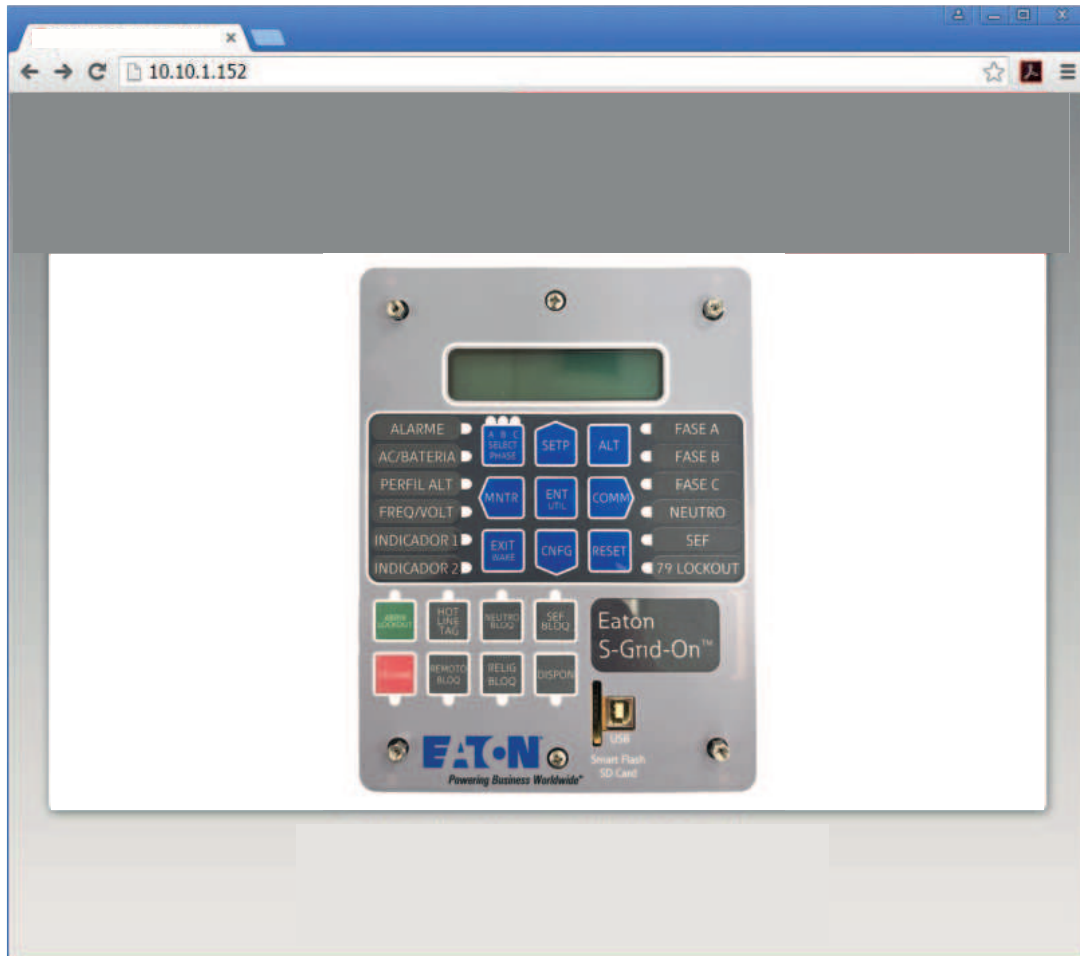 10.10.1.152
ALARME
AC/BATERIA
PERFIL ALT
FREQ/VOLT
INDICADOR 1
INDICADOR 2
A B C
SELECT
PHASE
SETP
ALT
MNTR
ENT
UTIL
COMM
EXIT
WAKE
CNFG
RESET
FASE A
FASE B
FASE C
NEUTRO
SEF
79 LOCKOUT
LOCKOUT
HOT
LINE
TAG
NEUTRO
BLOQ
SEF
BLOQ
REMOTO
BLOQ
RELIG
BLOQ
DISPON
Eaton
S-Grid-On™
USB
Smart Flash
SD Card
EATON
Powering Business Worldwide